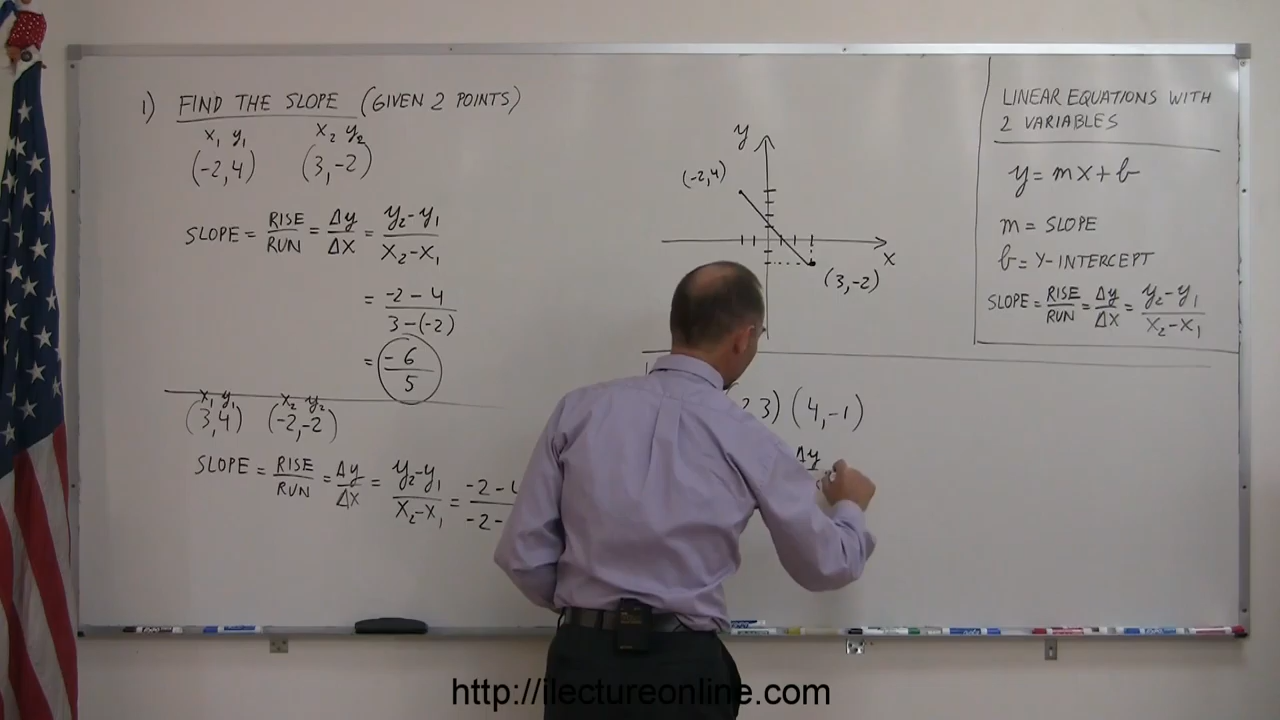 1) FIND THE SLOPE (GIVEN 2 POINTS)
x₁ y₁ x₂ y₂
(-2,4) (3,-2)
SLOPE = RISE/RUN = Δy/Δx = (y₂-y₁)/(x₂-x₁)
= (-2-4)/(3-(-2))
= -6/5
x₁ y₁ x₂ y₂
(3,4) (-2,-2)
SLOPE = RISE/RUN = Δy/Δx = (y₂-y₁)/(x₂-x₁) =
y
(-2,4)
x
(3,-2)
3) (4,-1)
Δy
LINEAR EQUATIONS WITH
2 VARIABLES
y = mx+b
m = SLOPE
b = Y-INTERCEPT
SLOPE = RISE/RUN = Δy/Δx = (y₂-y₁)/(x₂-x₁)
http://ilectureonline.com